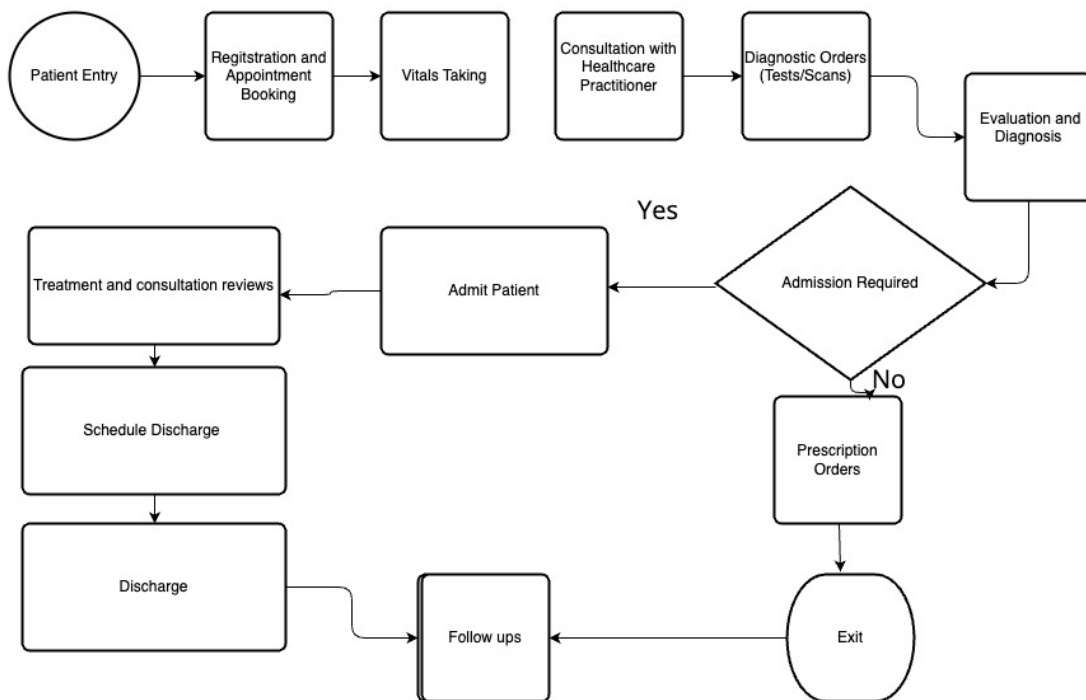 Patient Entry
Regitstration and
Appointment
Booking
Vitals Taking
Consultation with
Healthcare
Practitioner
Diagnostic Orders
(Tests/Scans)
Evaluation and
Diagnosis
Yes
Treatment and consultation reviews
Admit Patient
Admission Required
No
Schedule Discharge
Prescription
Orders
Discharge
Follow ups
Exit